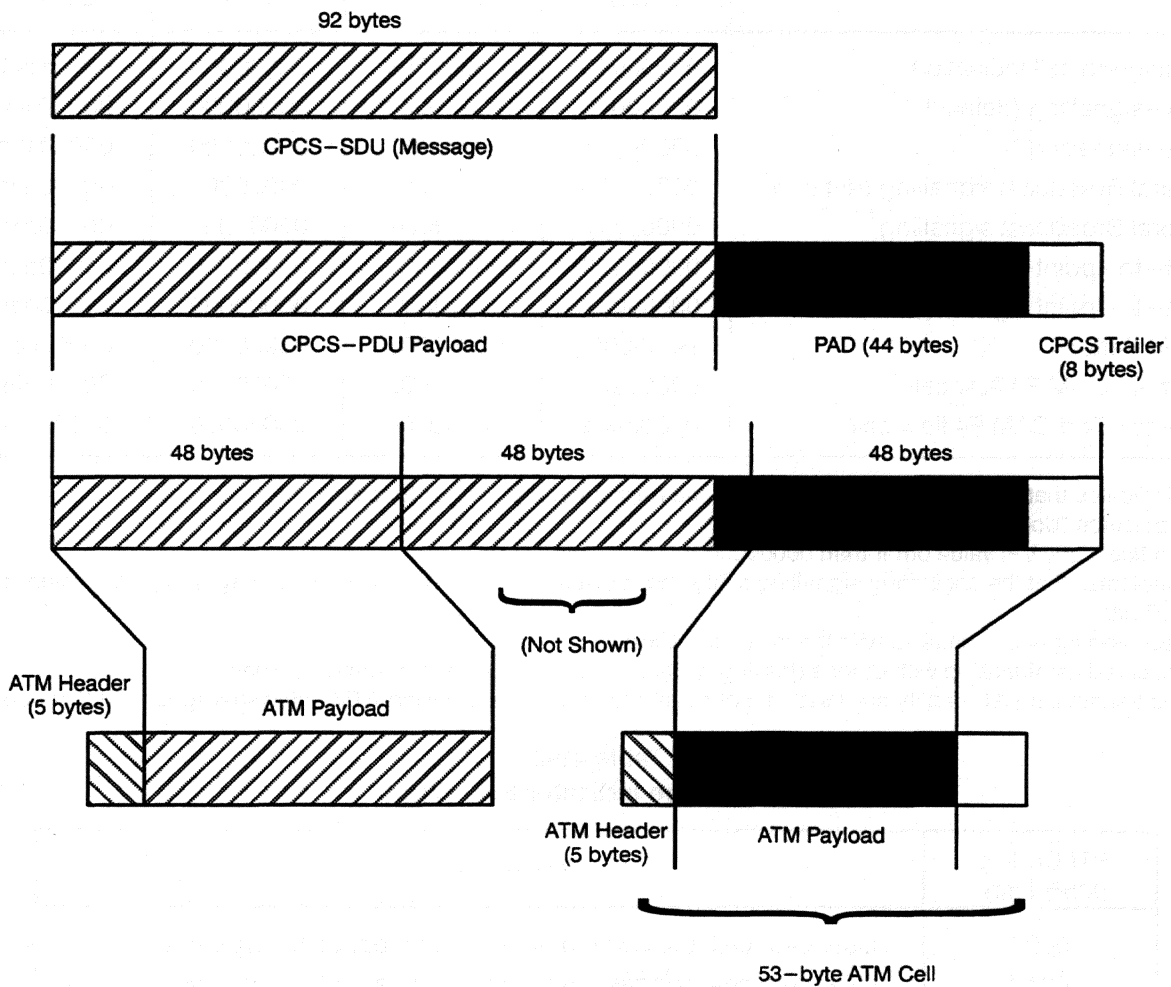 92 bytes
CPCS–SDU (Message)
CPCS–PDU Payload
PAD (44 bytes)
CPCS Trailer
(8 bytes)
48 bytes
48 bytes
48 bytes
(Not Shown)
ATM Header
(5 bytes)
ATM Payload
ATM Header
(5 bytes)
ATM Payload
53–byte ATM Cell